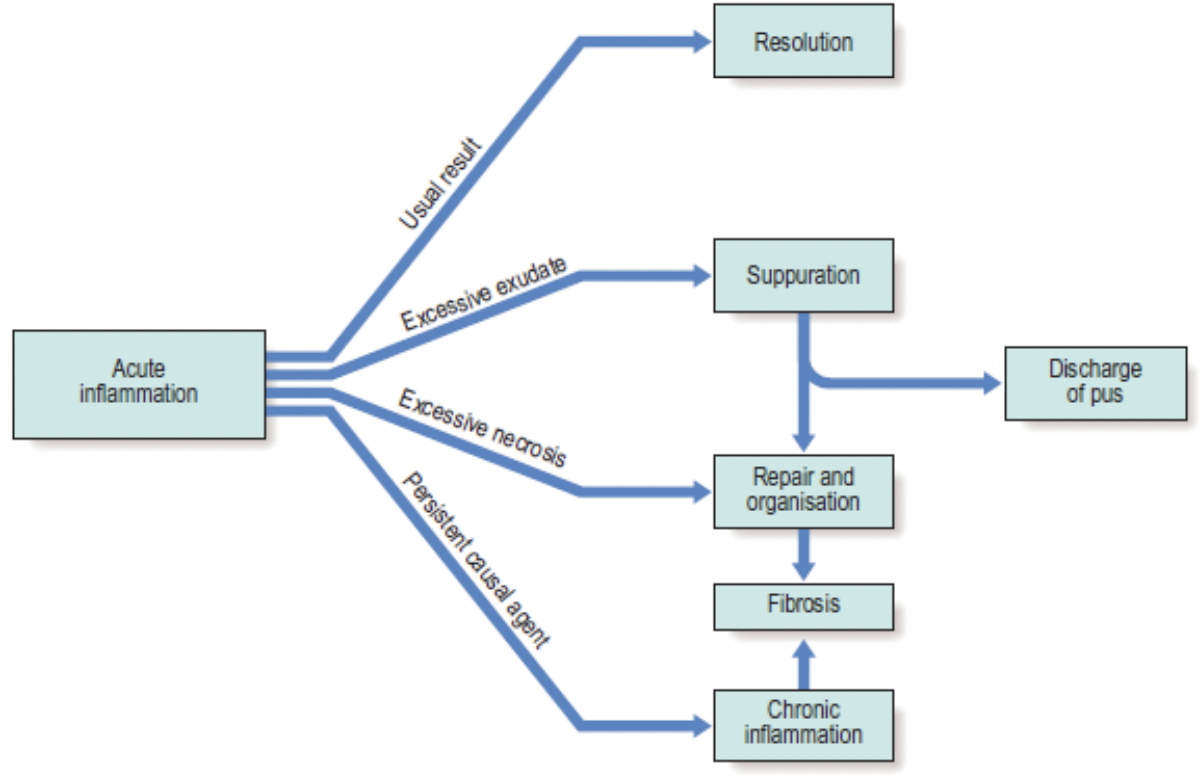 Resolution
Usual result
Excessive exudate
Suppuration
Acute
inflammation
Discharge
of pus
Excessive necrosis
Repair and
organisation
Persistent causal agent
Fibrosis
Chronic
inflammation